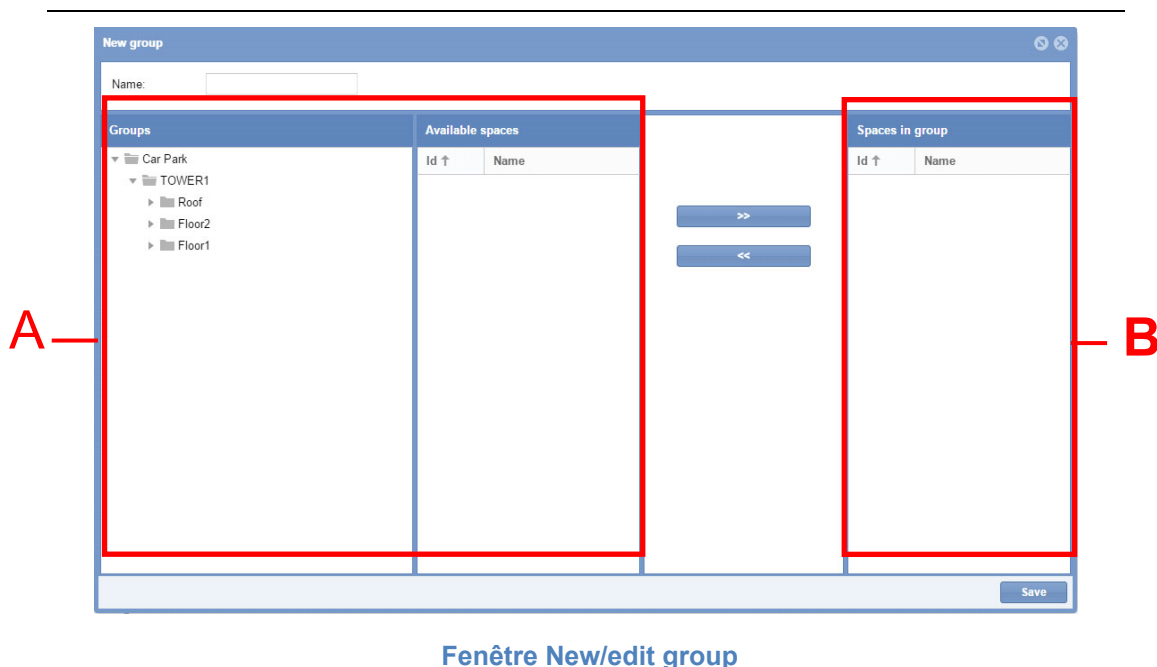 New group
Name:
Groups
Available spaces
Spaces in group
Car Park
Id ↑ Name
Id ↑ Name
TOWER1
Roof
>>
Floor2
Floor1
<<
A
B
Save
Fenêtre New/edit group